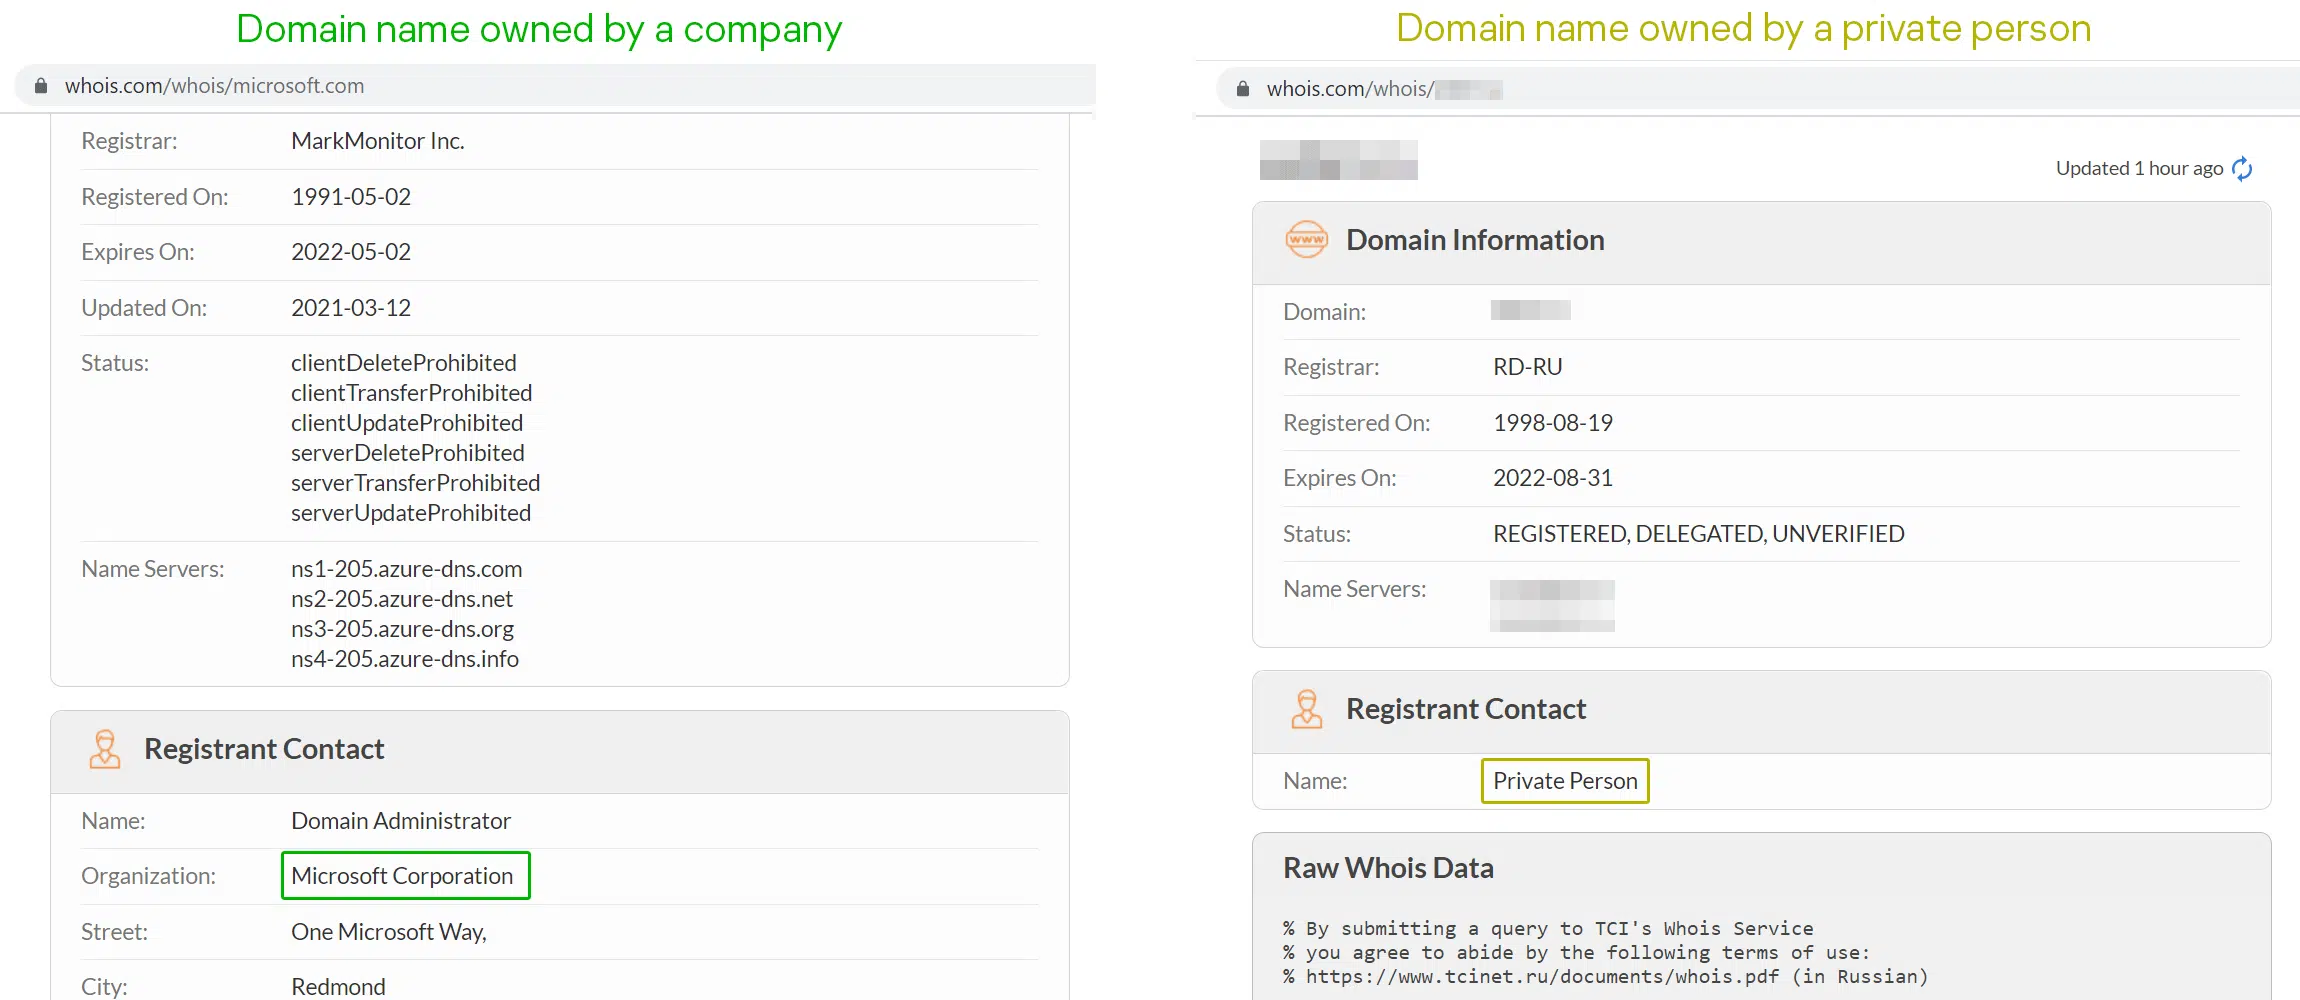 Domain name owned by a company
whois.com/whois/microsoft.com
Registrar: MarkMonitor Inc.
Registered On: 1991-05-02
Expires On: 2022-05-02
Updated On: 2021-03-12
Status: clientDeleteProhibited
clientTransferProhibited
clientUpdateProhibited
serverDeleteProhibited
serverTransferProhibited
serverUpdateProhibited
Name Servers: ns1-205.azure-dns.com
ns2-205.azure-dns.net
ns3-205.azure-dns.org
ns4-205.azure-dns.info
Registrant Contact
Name: Domain Administrator
Organization: Microsoft Corporation
Street: One Microsoft Way,
City: Redmond
Domain name owned by a private person
whois.com/whois/
Updated 1 hour ago
www Domain Information
Domain:
Registrar: RD-RU
Registered On: 1998-08-19
Expires On: 2022-08-31
Status: REGISTERED, DELEGATED, UNVERIFIED
Name Servers:
Registrant Contact
Name: Private Person
Raw Whois Data
% By submitting a query to TCI's Whois Service
% you agree to abide by the following terms of use:
% https://www.tcinet.ru/documents/whois.pdf (in Russian)